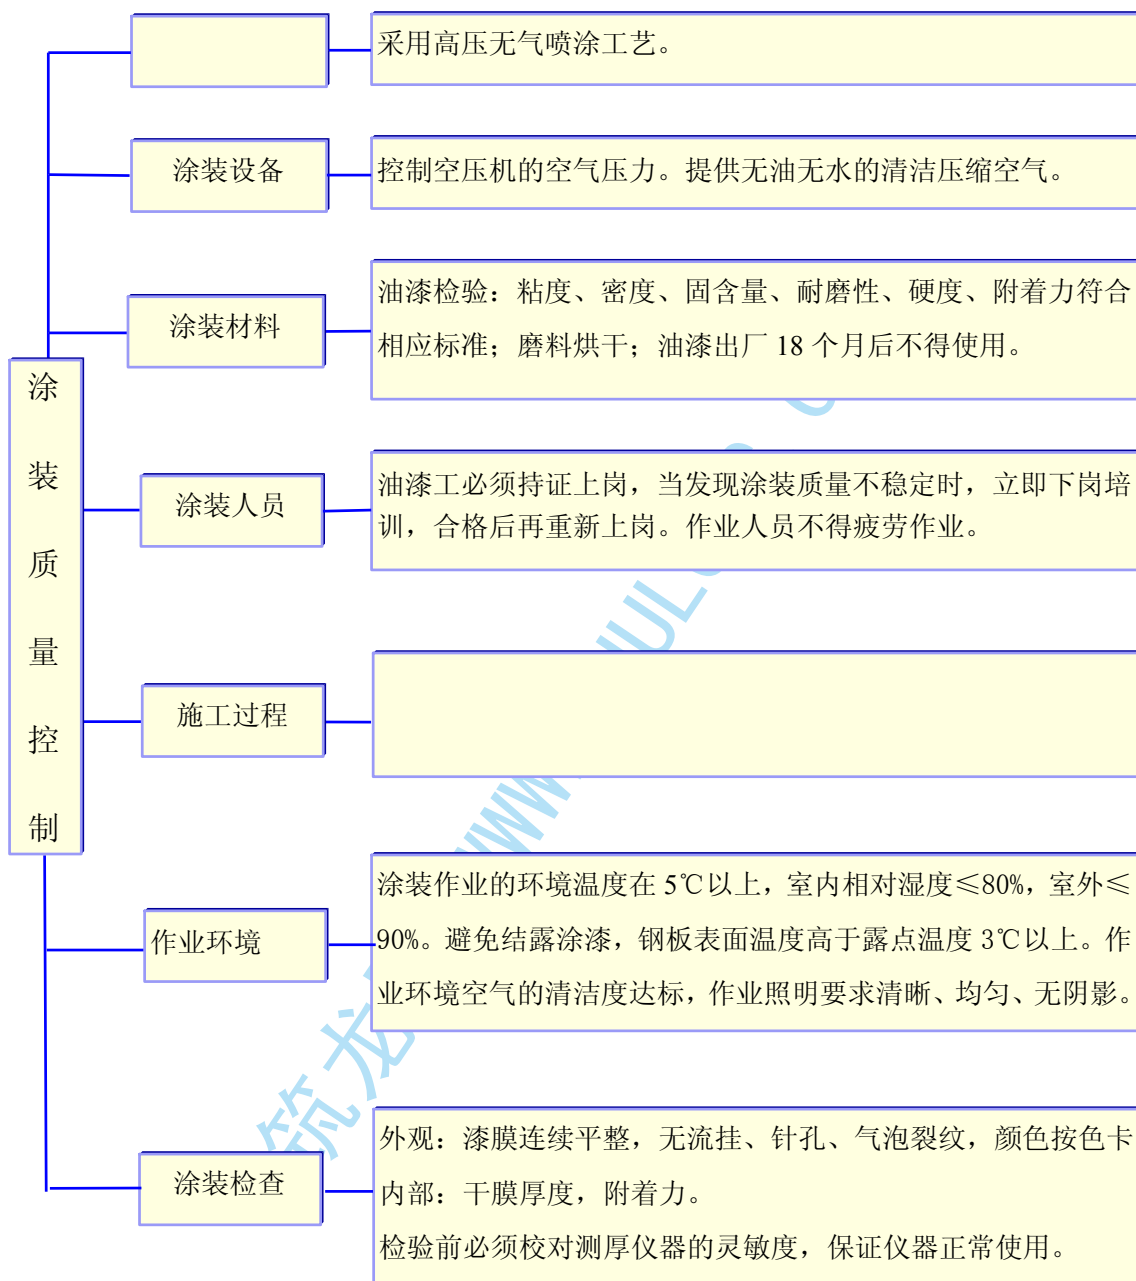 采用高压无气喷涂工艺。
涂装设备
控制空压机的空气压力。提供无油无水的清洁压缩空气。
涂装材料
油漆检验：粘度、密度、固含量、耐磨性、硬度、附着力符合
相应标准；磨料烘干；油漆出厂 18 个月后不得使用。
涂装质量控制
涂装人员
油漆工必须持证上岗，当发现涂装质量不稳定时，立即下岗培
训，合格后再重新上岗。作业人员不得疲劳作业。
施工过程
作业环境
涂装作业的环境温度在 5℃以上，室内相对湿度≤80%，室外≤
90%。避免结露涂漆，钢板表面温度高于露点温度 3℃以上。作
业环境空气的清洁度达标，作业照明要求清晰、均匀、无阴影。
涂装检查
外观：漆膜连续平整，无流挂、针孔、气泡裂纹，颜色按色卡
内部：干膜厚度，附着力。
检验前必须校对测厚仪器的灵敏度，保证仪器正常使用。